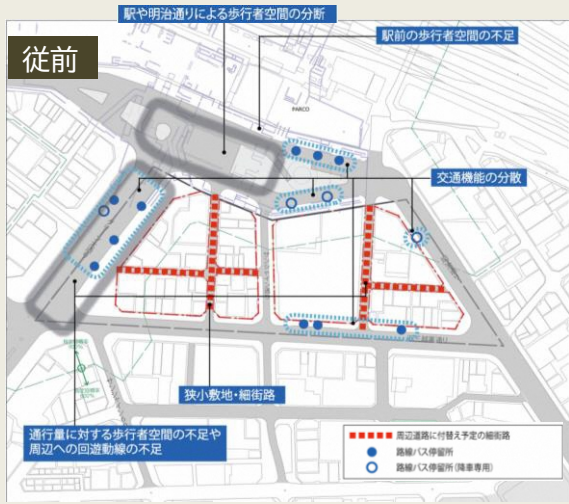 駅や明治通りによる歩行者空間の分断
駅前の歩行者空間の不足
従前
PARCO
交通機能の分散
狭小敷地・細街路
通行量に対する歩行者空間の不足や
周辺への回遊動線の不足
周辺道路に付替え予定の細街路
路線バス停留所
路線バス停留所(降車専用)